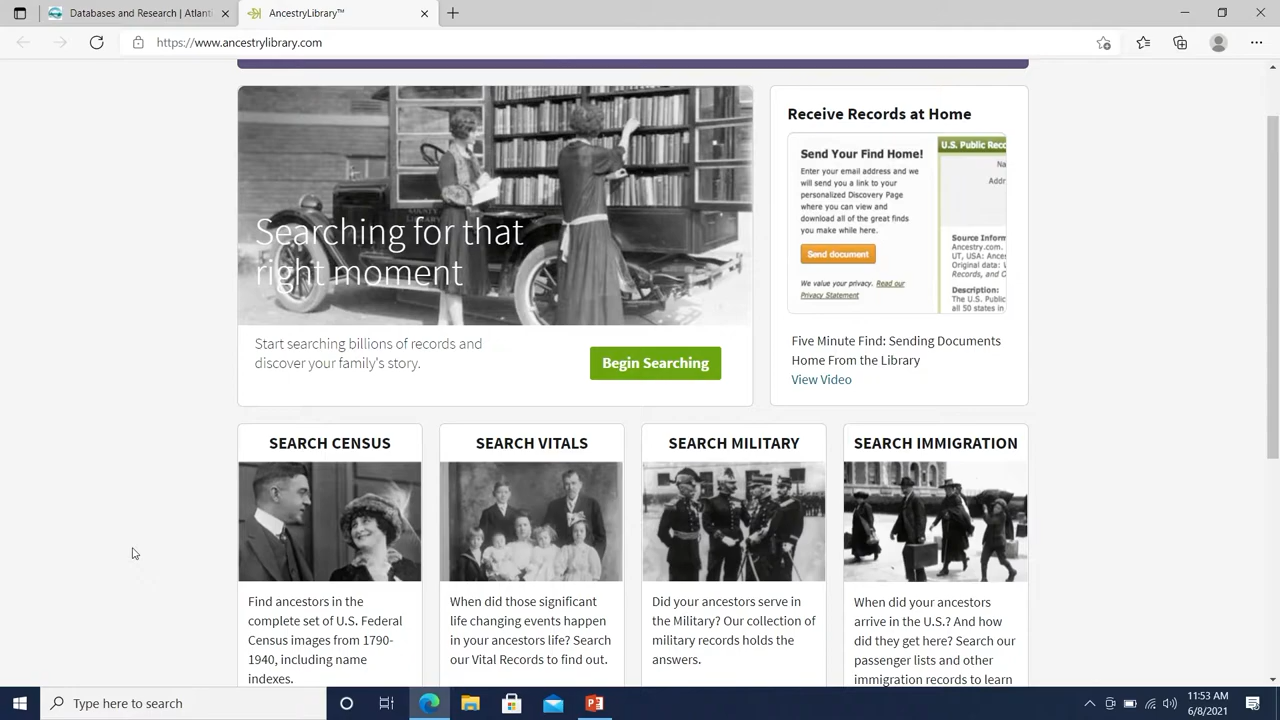 Databases and Research | Atlanti
AncestryLibrary™
https://www.ancestrylibrary.com
Searching for that
right moment
Start searching billions of records and
discover your family's story.
Begin Searching
Receive Records at Home
Send Your Find Home!
Enter your email address and we
will send you a link to your
personalized Discovery Page
where you can view and
download all of the great finds
you make while here.
Send document
We value your privacy. Read our
Privacy Statement
U.S. Public Reco
Na
Addr
Source Inform
Ancestry.com.
UT, USA: Ances
Original data: V
Records, and C
Description:
The U.S. Public
all 50 states in
Five Minute Find: Sending Documents
Home From the Library
View Video
SEARCH CENSUS
Find ancestors in the
complete set of U.S. Federal
Census images from 1790-
1940, including name
indexes.
SEARCH VITALS
When did those significant
life changing events happen
in your ancestors life? Search
our Vital Records to find out.
SEARCH MILITARY
Did your ancestors serve in
the Military? Our collection of
military records holds the
answers.
SEARCH IMMIGRATION
When did your ancestors
arrive in the U.S.? And how
did they get here? Search our
passenger lists and other
immigration records to learn
Type here to search
11:53 AM
6/8/2021